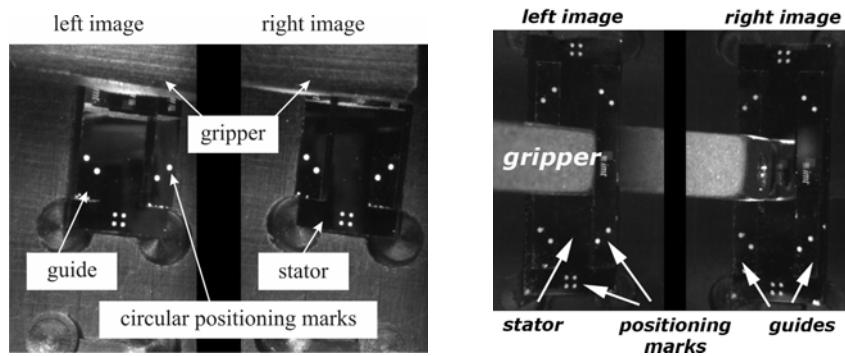 left image
right image
gripper
guide
stator
circular positioning marks
left image
right image
gripper
imt
stator
positioning
marks
guides